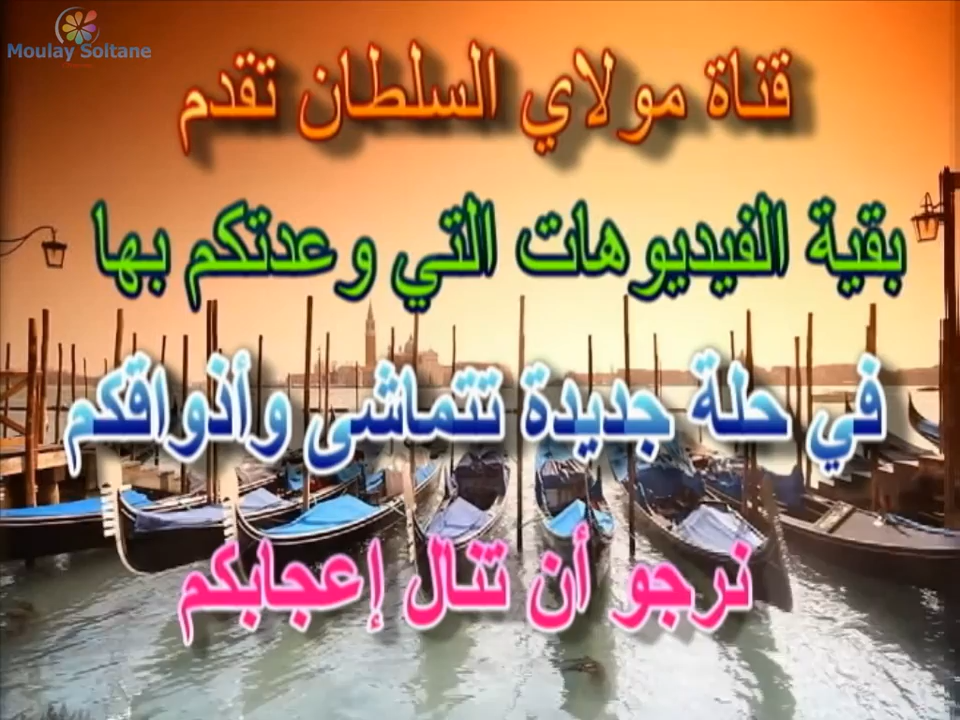 Moulay Soltane
قناة مولاي السلطان تقدم
بقية الفيديوهات التي وعدتكم بها
في حلة جديدة تتماشى وأذواقكم
نرجو أن تنال إعجابكم